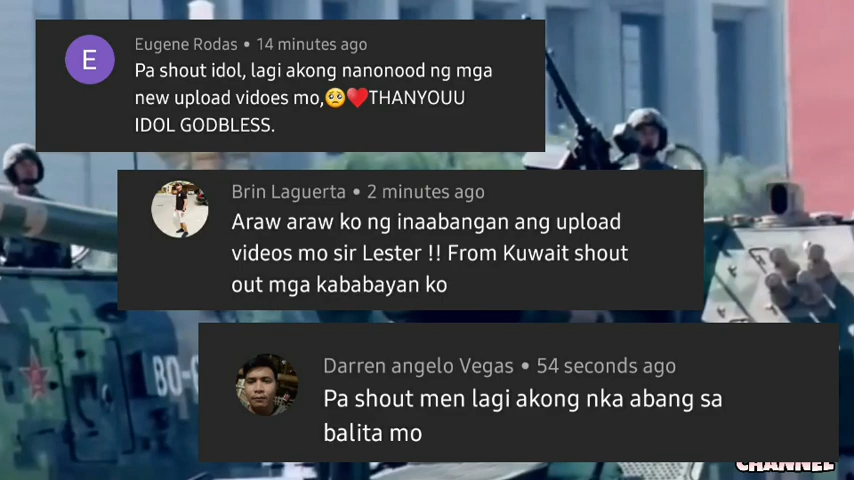 E
Eugene Rodas • 14 minutes ago
Pa shout idol, lagi akong nanonood ng mga
new upload vidoes mo,🥺♥️THANYOUU
IDOL GODBLESS.
Brin Laguerta • 2 minutes ago
Araw araw ko ng inaabangan ang upload
videos mo sir Lester !! From Kuwait shout
out mga kababayan ko
Darren angelo Vegas • 54 seconds ago
Pa shout men lagi akong nka abang sa
balita mo
CHANNEL